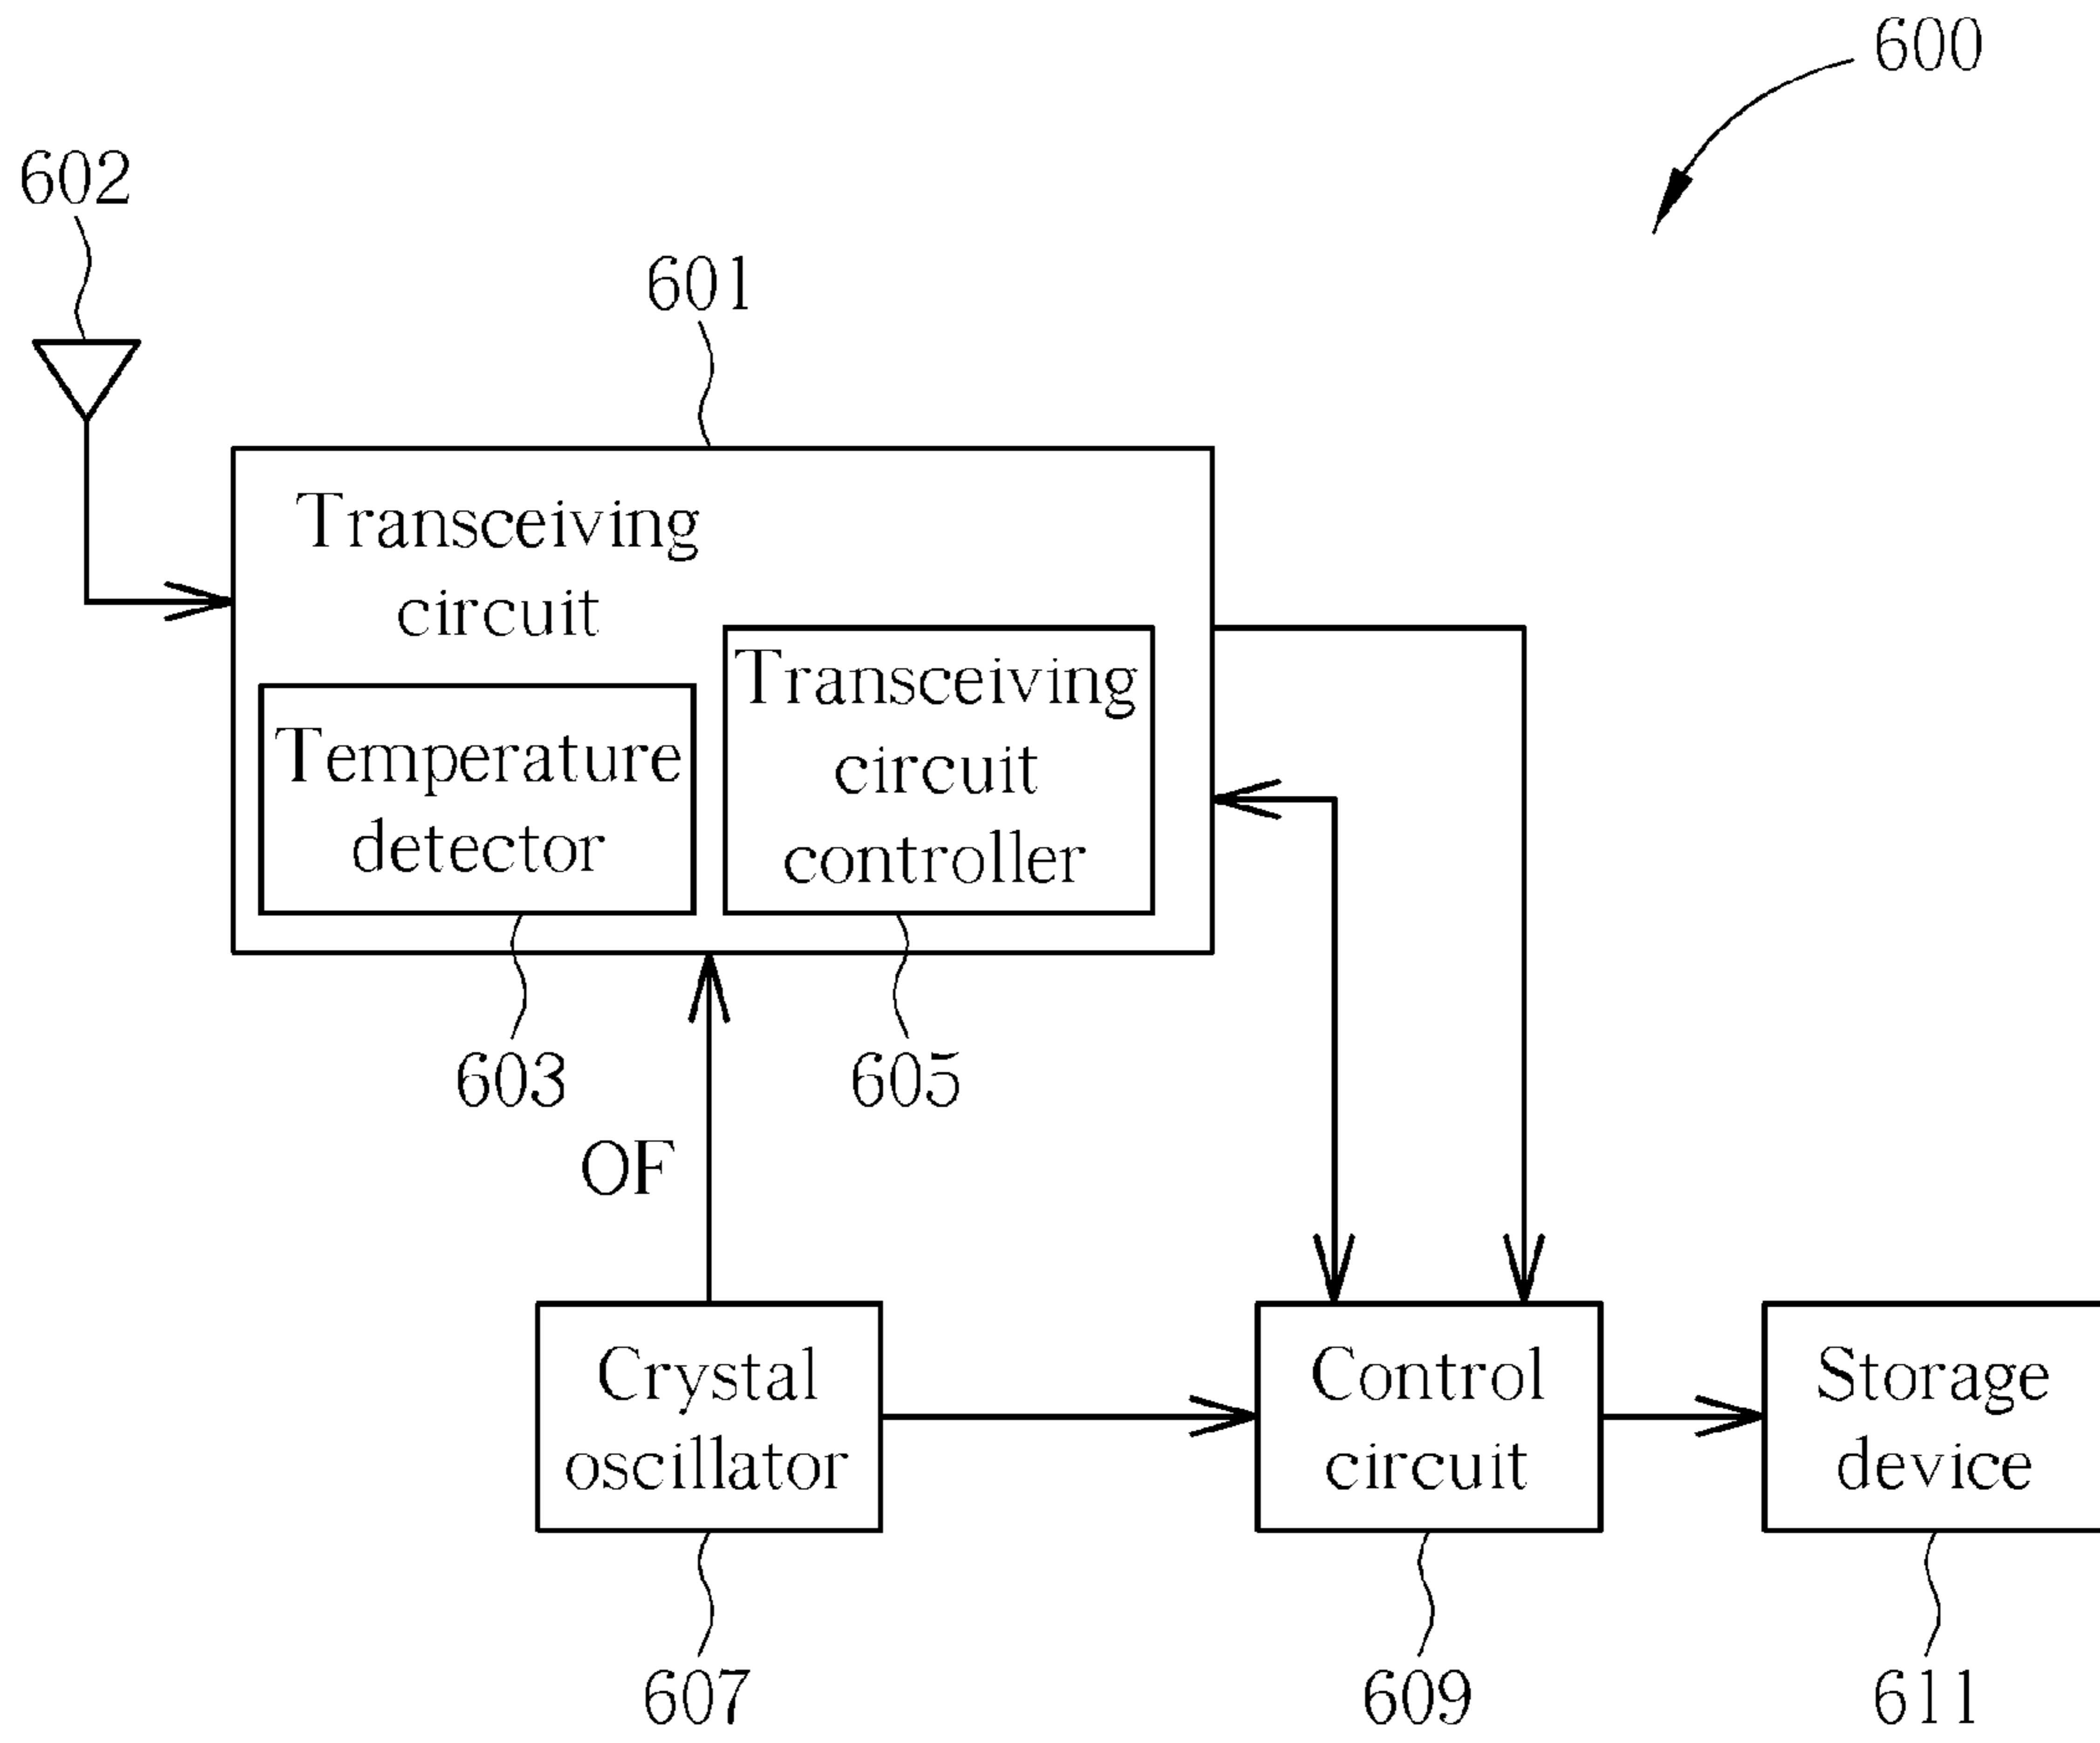 600
602
601
Transceiving
circuit
Transceiving
circuit
controller
Temperature
detector
603
605
OF
Crystal
oscillator
Control
circuit
Storage
device
607
609
611